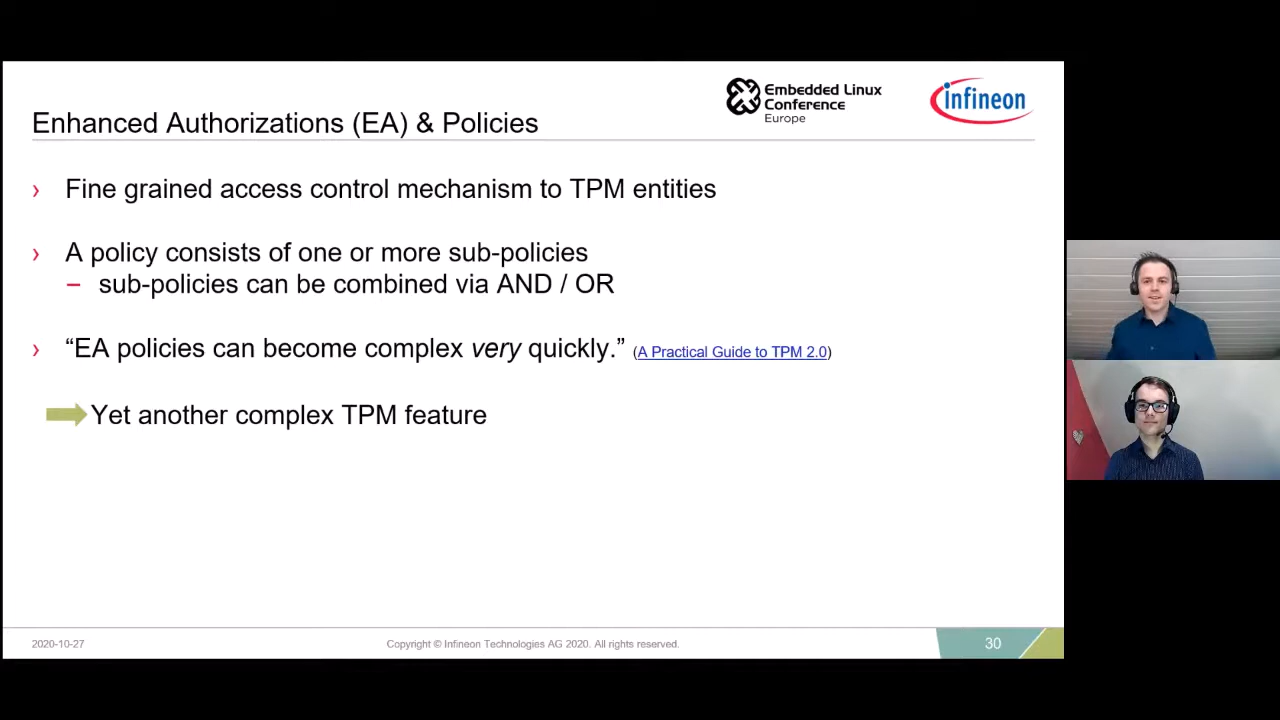 Embedded Linux
Conference
Europe
infineon
Enhanced Authorizations (EA) & Policies
› Fine grained access control mechanism to TPM entities
› A policy consists of one or more sub-policies
– sub-policies can be combined via AND / OR
› “EA policies can become complex very quickly.” (A Practical Guide to TPM 2.0)
Yet another complex TPM feature
2020-10-27
Copyright © Infineon Technologies AG 2020. All rights reserved.
30